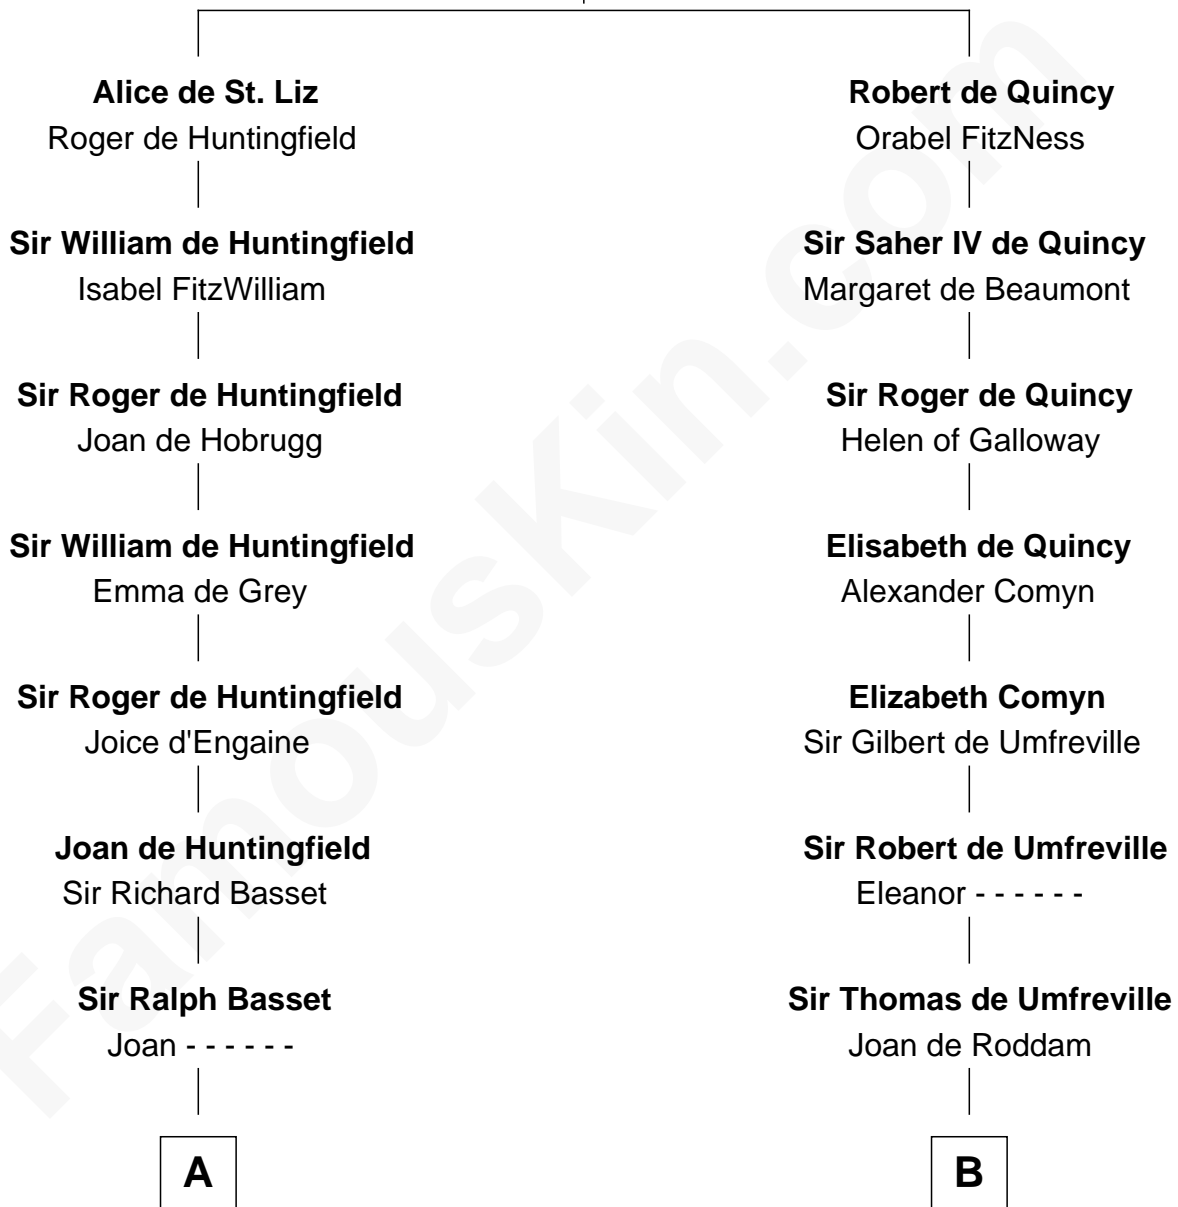 Alice de St. Liz
Roger de Huntingfield
Sir William de Huntingfield
Isabel FitzWilliam
Sir Roger de Huntingfield
Joan de Hobrugg
Sir William de Huntingfield
Emma de Grey
Sir Roger de Huntingfield
Joice d'Engaine
Joan de Huntingfield
Sir Richard Basset
Sir Ralph Basset
Joan - - - - - -
A
Robert de Quincy
Orabel FitzNess
Sir Saher IV de Quincy
Margaret de Beaumont
Sir Roger de Quincy
Helen of Galloway
Elisabeth de Quincy
Alexander Comyn
Elizabeth Comyn
Sir Gilbert de Umfreville
Sir Robert de Umfreville
Eleanor - - - - - -
Sir Thomas de Umfreville
Joan de Roddam
B
FamousKin.com